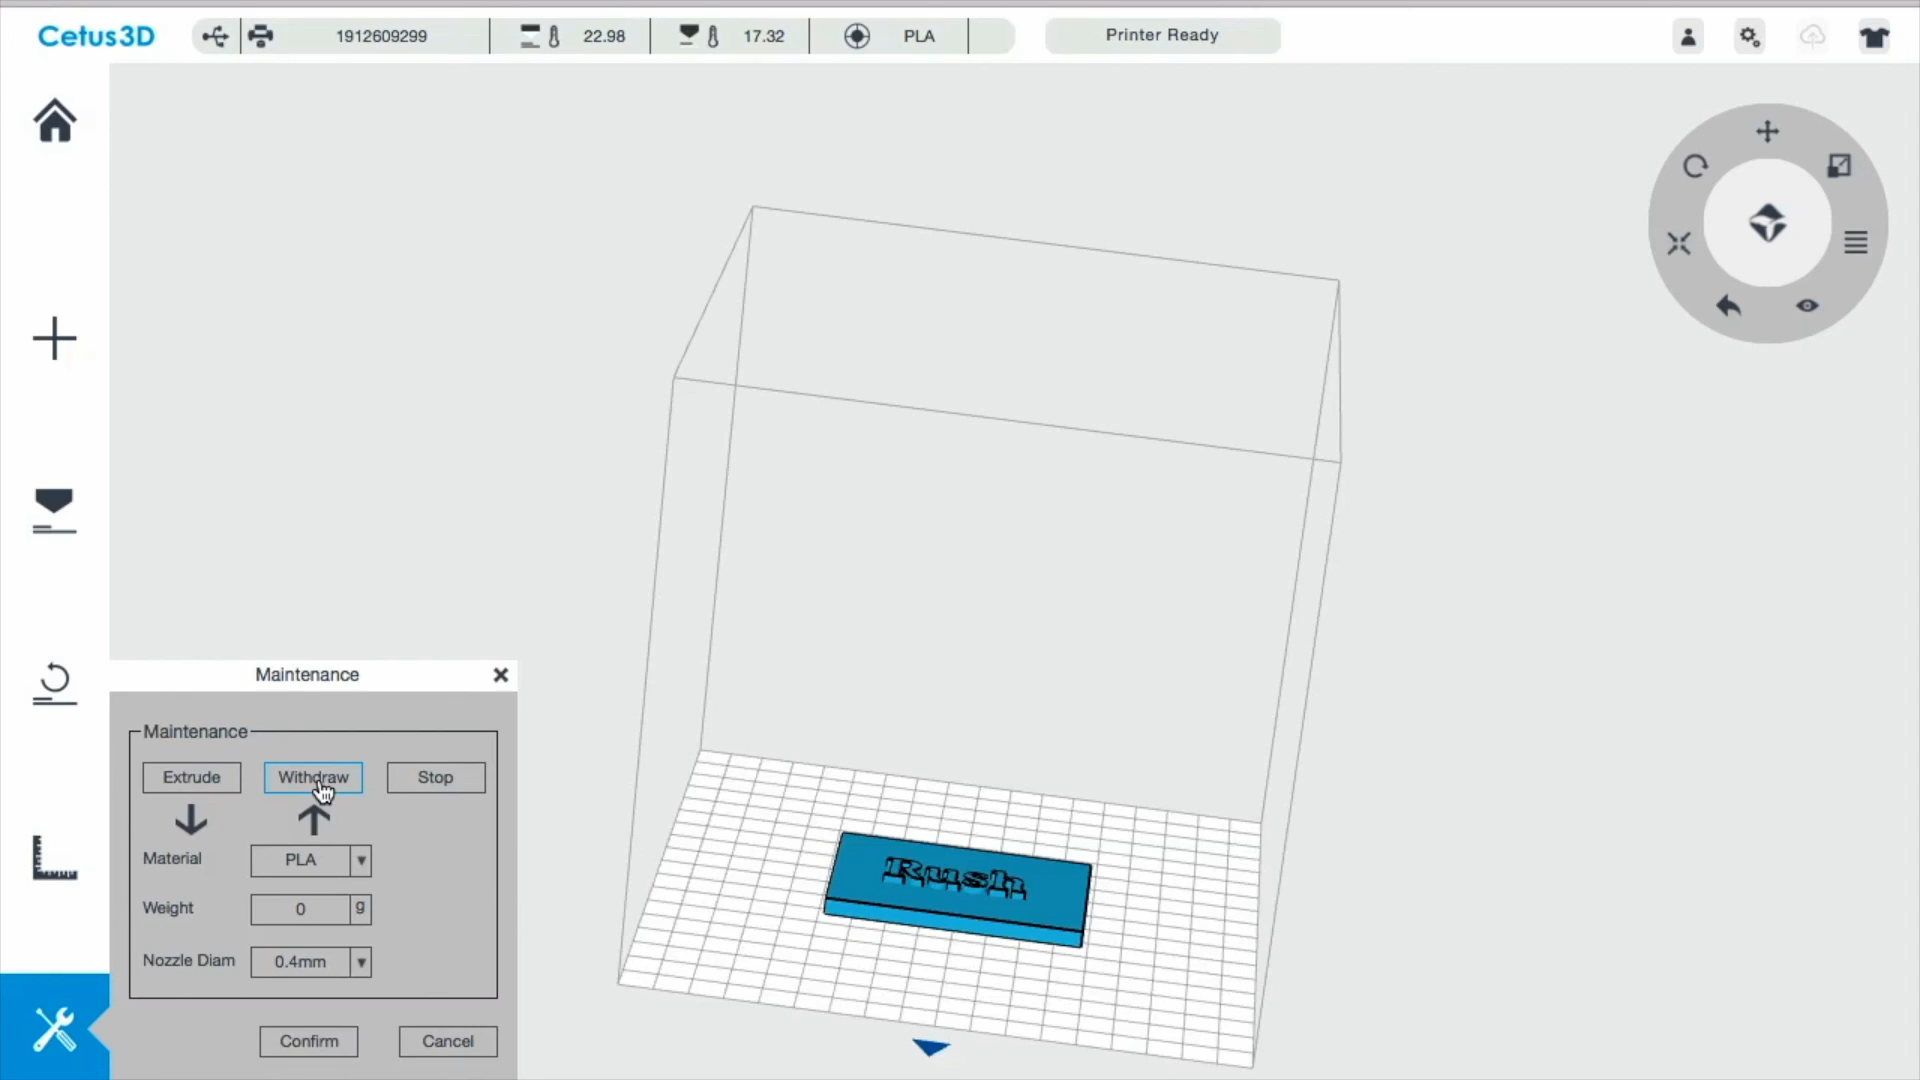 Cetus3D
1912609299
22.98
17.32
PLA
Printer Ready
Rush
Maintenance
Maintenance
Extrude
Withdraw
Stop
Material
PLA
Weight
0
g
Nozzle Diam
0.4mm
Confirm
Cancel